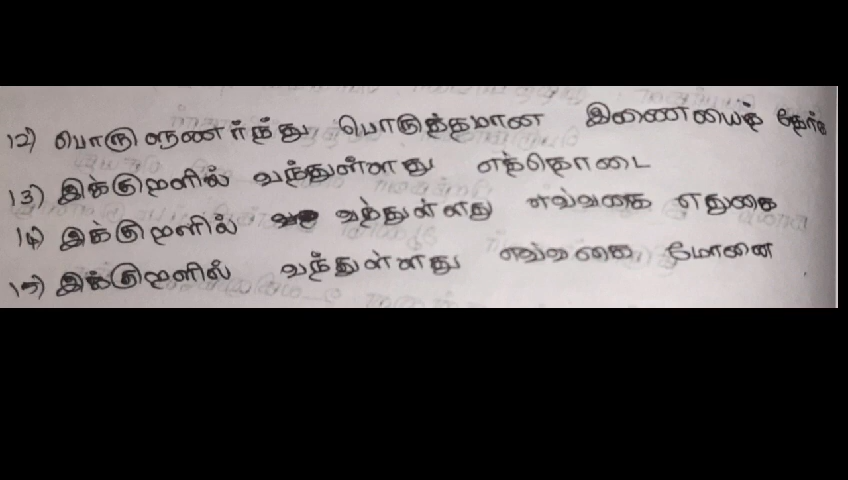 12) பொருளுணர்ந்து பொருத்தமான இணையைத் தேர்
13) இக்குறளில் வந்துள்ளது எத்தொடை
14) இக்குறளில் வந்துள்ளது எவ்வகை எதுகை
15) இக்குறளில் வந்துள்ளது எவ்வகை மோனை